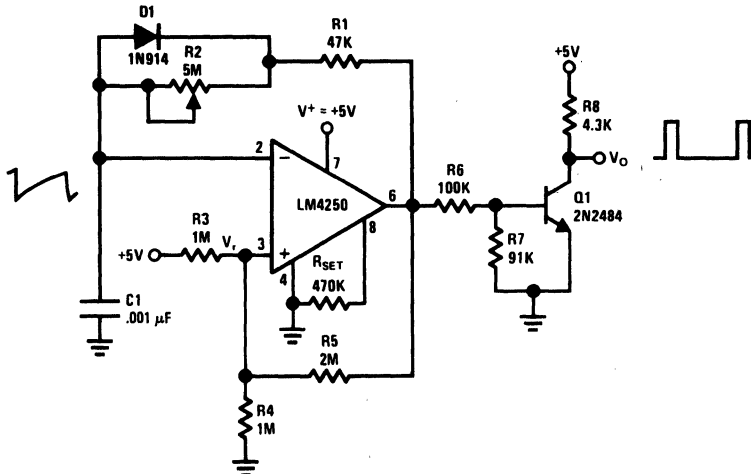 D1
1N914
R2
5M
R1
47K
V+ = +5V
+5V
R8
4.3K
VO
2
7
LM4250
6
R6
100K
Q1
2N2484
R3
1M
Vr
3
+5V
4
8
RSET
470K
R7
91K
C1
.001 μF
R5
2M
R4
1M